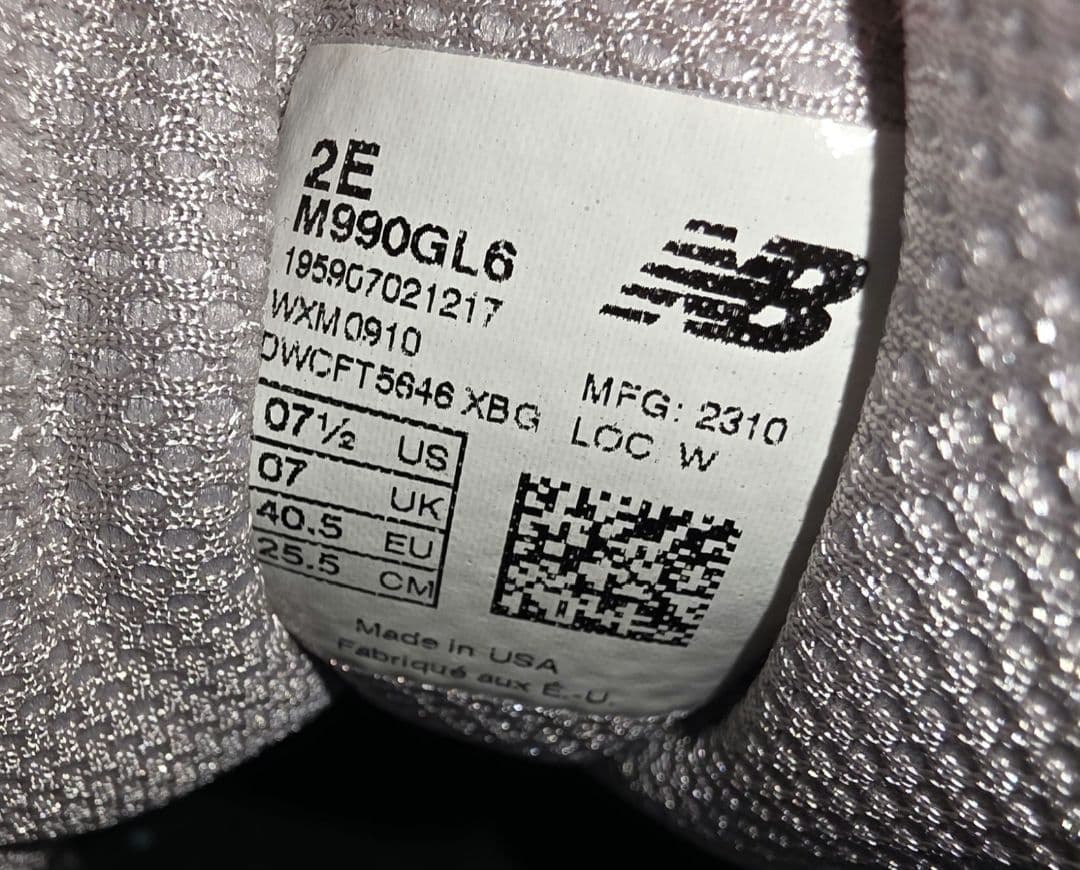 2E
M990GL6
195907021217
WXM0910
DWCFT5646 XBG
NB
MFG: 2310
LOC: W
07½ US
07 UK
40.5 EU
25.5 CM
Made in USA
Fabriqué aux É.-U.